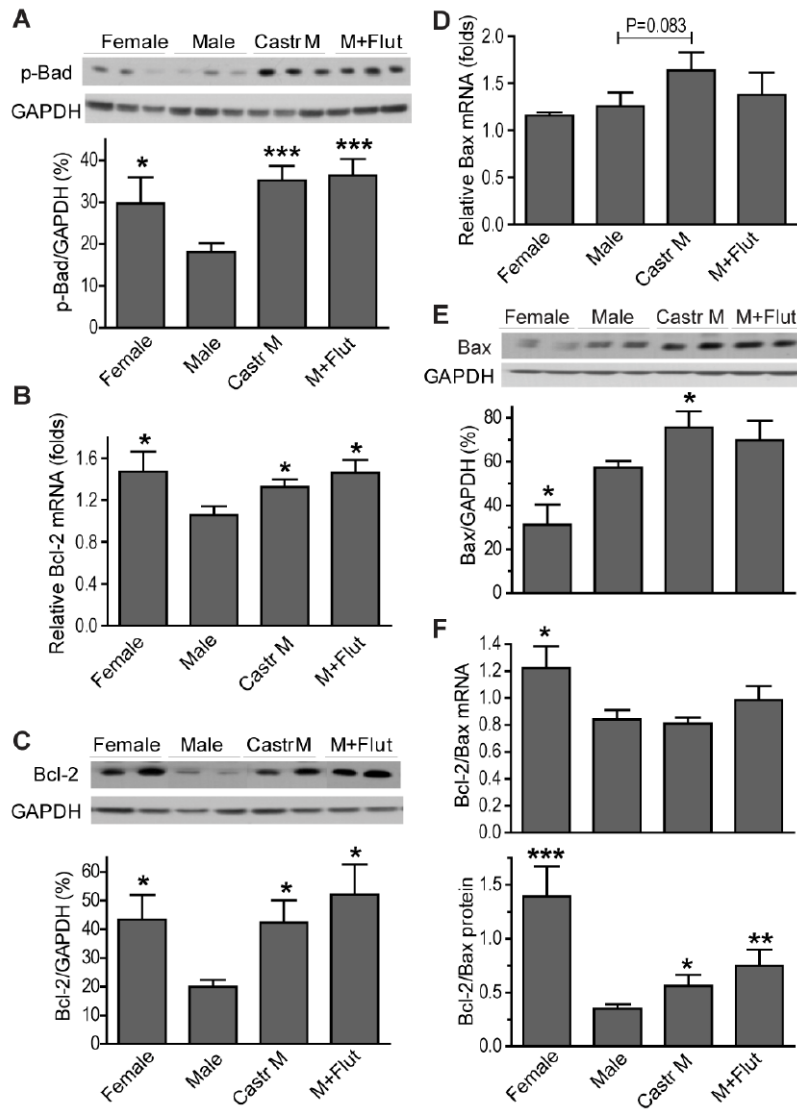 A
Female Male Castr M M+Flut
p-Bad
GAPDH
p-Bad/GAPDH (%)
40
30
20
10
0
* *** ***
Female Male Castr M M+Flut
B
Relative Bcl-2 mRNA (folds)
1.6
1.2
0.8
0.4
0.0
* * *
Female Male Castr M M+Flut
C
Female Male CastrM M+Flut
Bcl-2
GAPDH
Bcl-2/GAPDH (%)
60
50
40
30
20
10
0
* * *
Female Male Castr M M+Flut
D
P=0.083
Relative Bax mRNA (folds)
2.0
1.5
1.0
0.5
0.0
Female Male Castr M M+Flut
E
Female Male Castr M M+Flut
Bax
GAPDH
Bax/GAPDH (%)
80
60
40
20
0
* *
Female Male Castr M M+Flut
F
Bcl-2/Bax mRNA
1.4
1.2
1.0
0.8
0.6
0.4
0.2
0.0
*
Bcl-2/Bax protein
1.5
1.0
0.5
0.0
*** * **
Female Male Castr M M+Flut